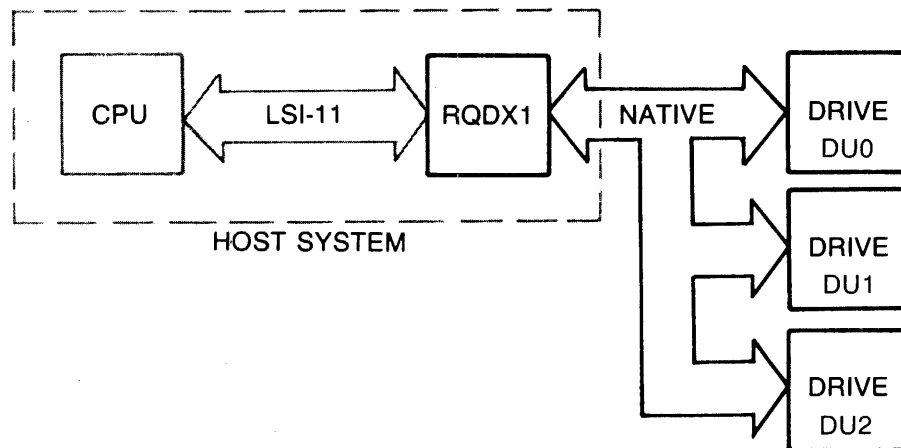 CPU
LSI-11
RQDX1
NATIVE
DRIVE
DU0
HOST SYSTEM
DRIVE
DU1
DRIVE
DU2